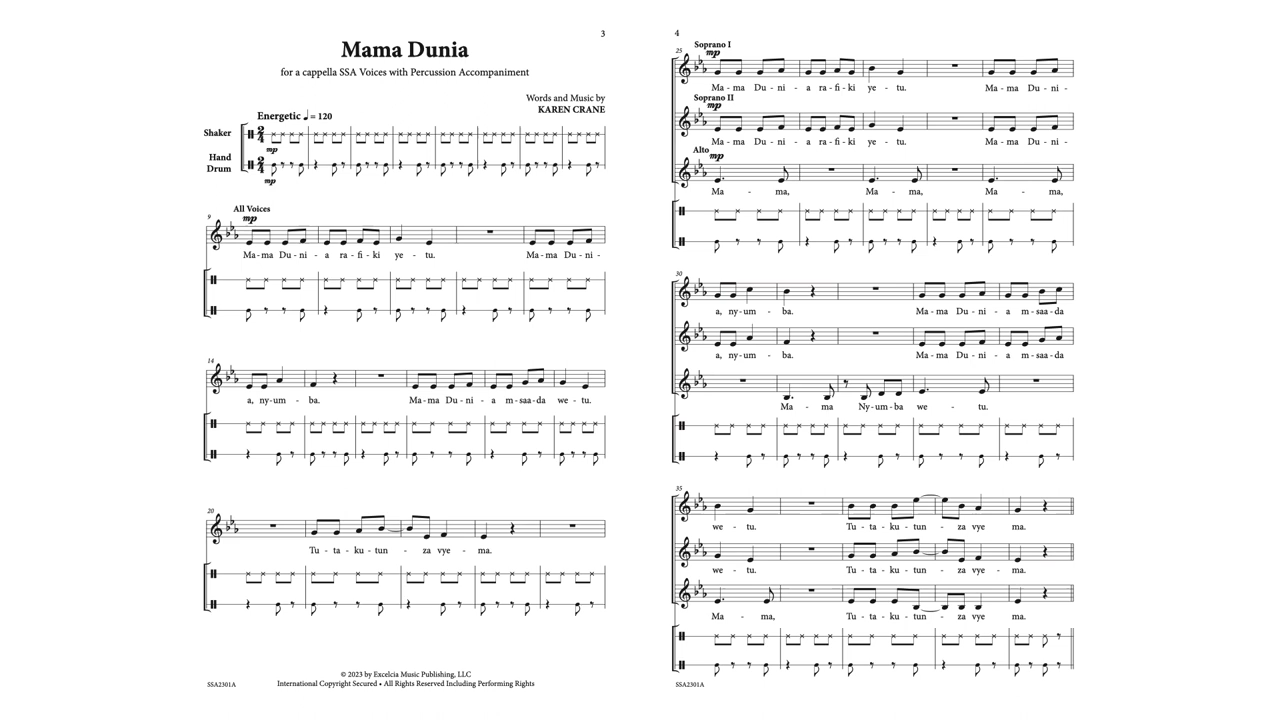 3
Mama Dunia
for a cappella SSA Voices with Percussion Accompaniment
Words and Music by
KAREN CRANE
Energetic ♩ = 120
Shaker
mp
Hand
Drum
mp
9
All Voices
mp
Ma - ma Du - ni - a ra - fi - ki ye - tu. Ma - ma Du - ni -
14
a, ny - um - ba. Ma - ma Du - ni - a m - saa - da we - tu.
20
Tu - ta - ku - tun - za vye - ma.
© 2023 by Excelcia Music Publishing, LLC
International Copyright Secured • All Rights Reserved Including Performing Rights
SSA2301A
4
25
Soprano I
mp
Ma - ma Du - ni - a ra - fi - ki ye - tu. Ma - ma Du - ni -
Soprano II
mp
Ma - ma Du - ni - a ra - fi - ki ye - tu. Ma - ma Du - ni -
Alto
mp
Ma - ma, Ma - ma, Ma - ma,
30
a, ny - um - ba. Ma - ma Du - ni - a m - saa - da
a, ny - um - ba. Ma - ma Du - ni - a m - saa - da
Ma - ma Ny - um - ba we - tu.
35
we - tu. Tu - ta - ku - tun - za vye ma.
we - tu. Tu - ta - ku - tun - za vye - ma.
Ma - ma, Tu - ta - ku - tun - za vye ma.
SSA2301A